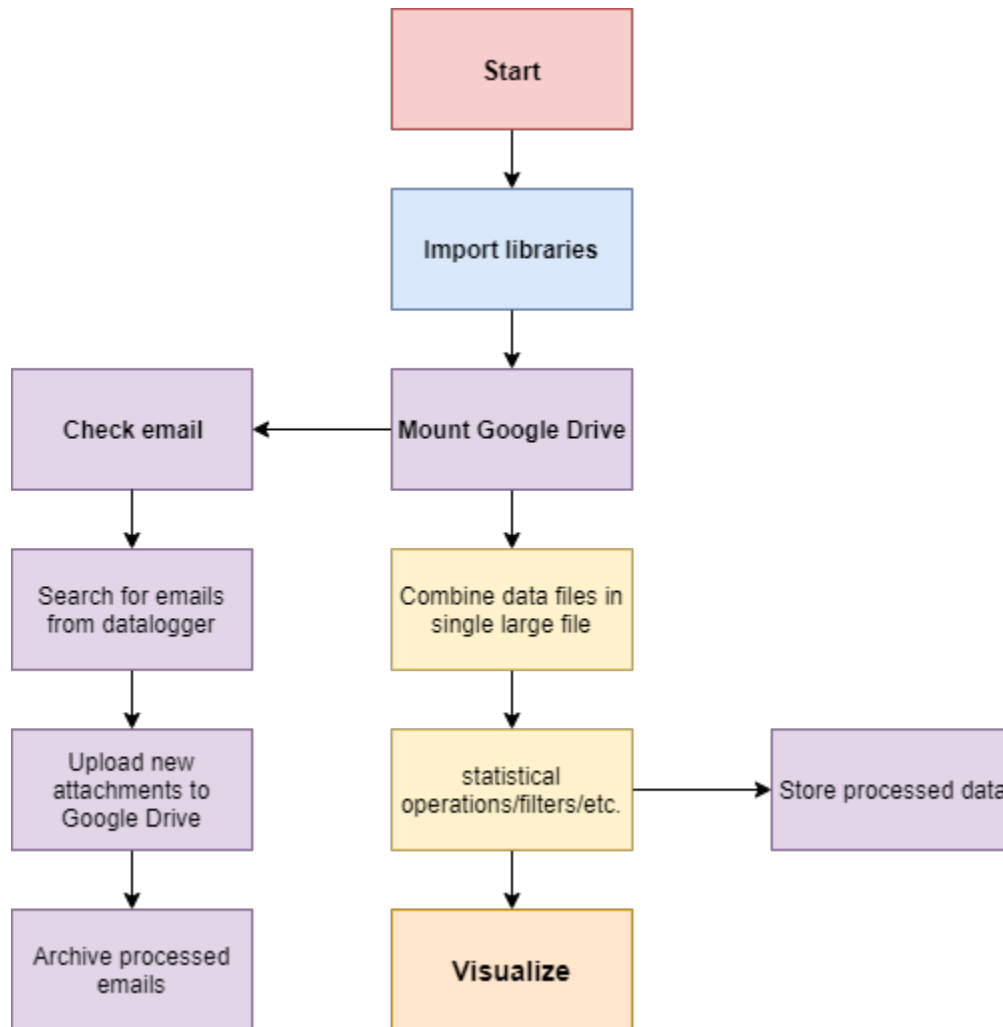 Start
Import libraries
Check email
Mount Google Drive
Search for emails
from datalogger
Combine data files in
single large file
Upload new
attachments to
Google Drive
statistical
operations/filters/etc.
Store processed data
Archive processed
emails
Visualize